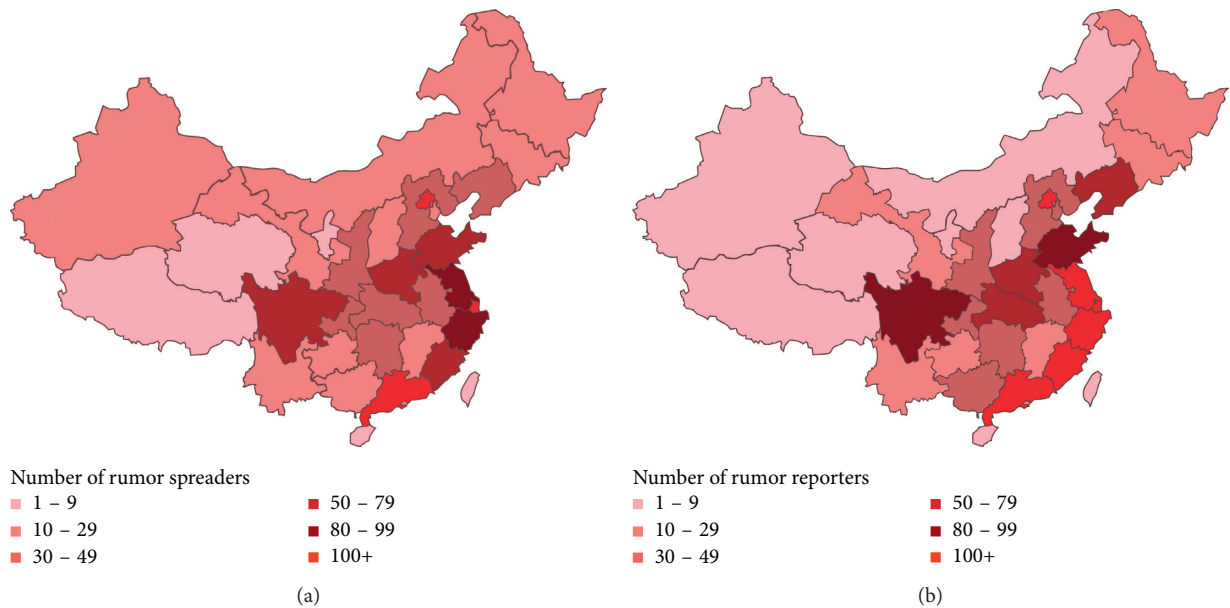 Number of rumor spreaders
1 – 9
10 – 29
30 – 49
50 – 79
80 – 99
100+
(a)
Number of rumor reporters
1 – 9
10 – 29
30 – 49
50 – 79
80 – 99
100+
(b)